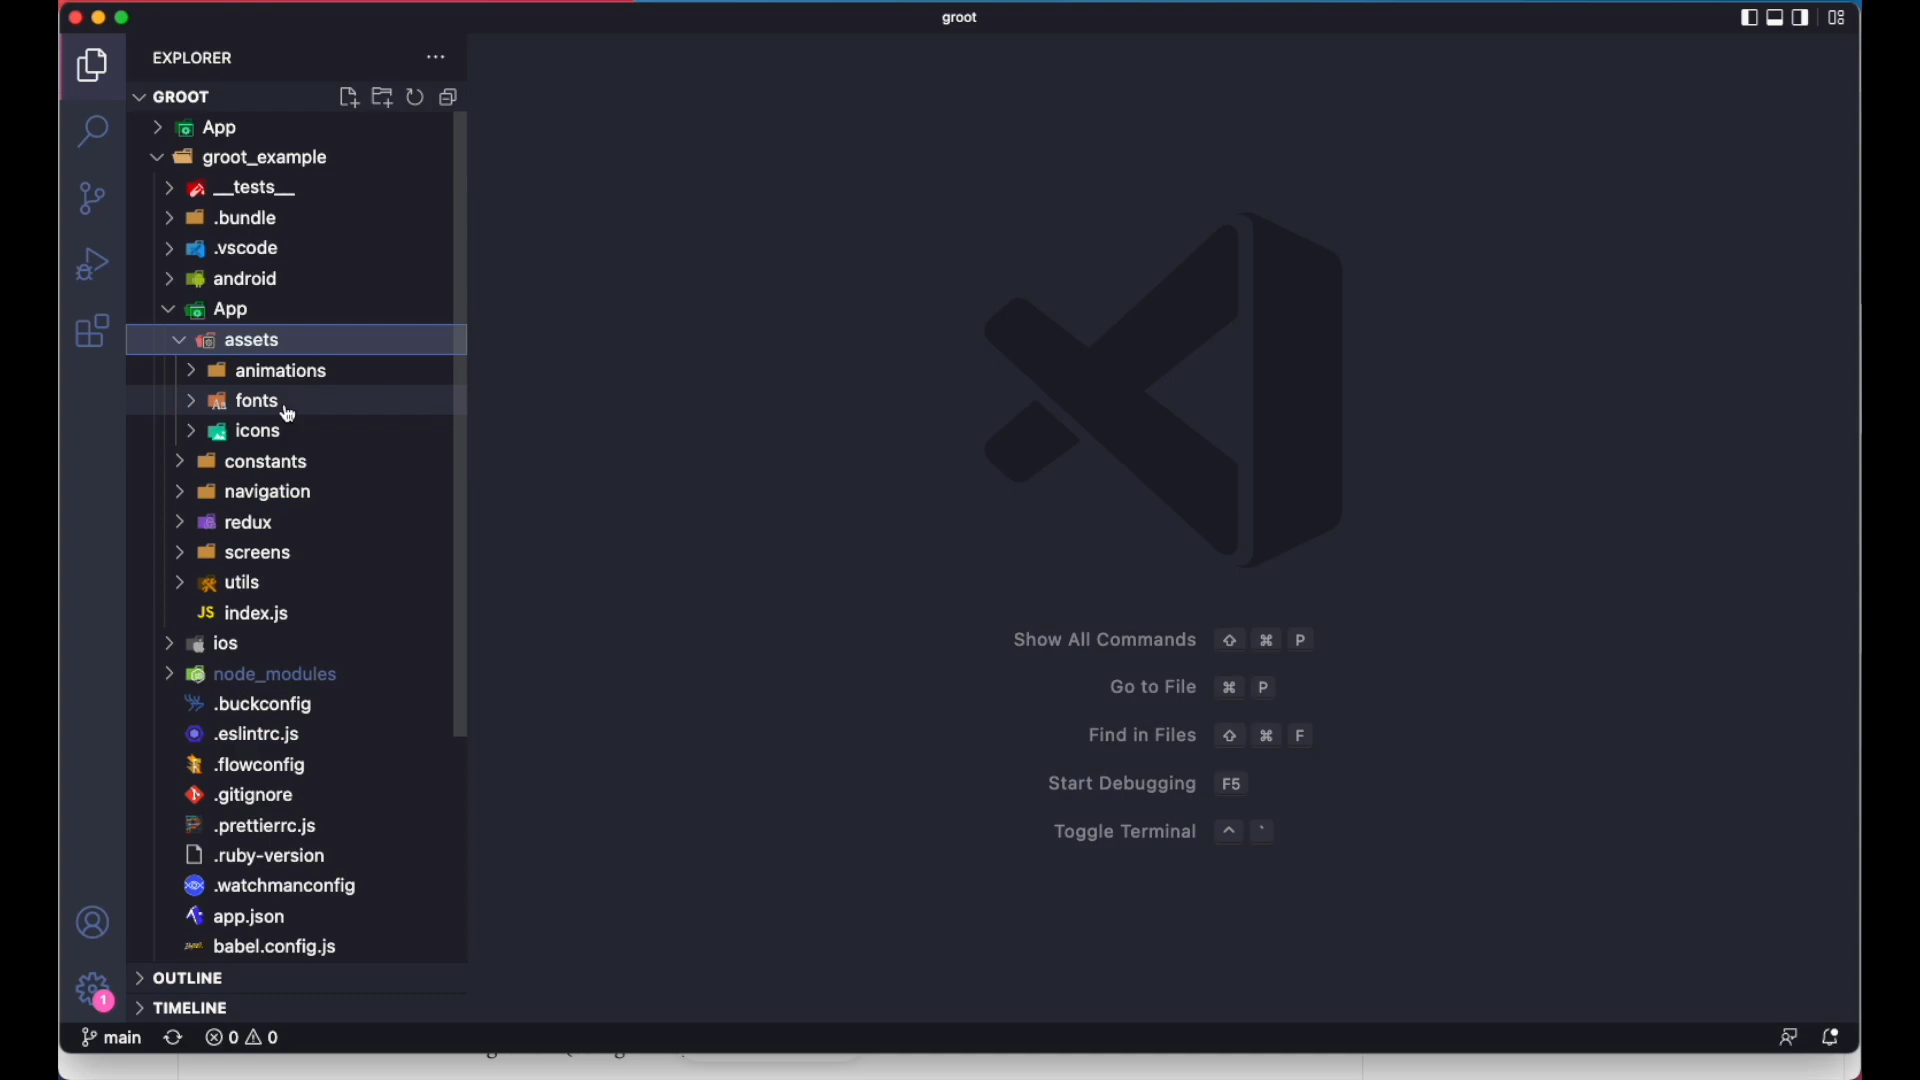 groot
EXPLORER
GROOT
App
groot_example
__tests__
.bundle
.vscode
android
App
assets
animations
fonts
icons
constants
navigation
redux
screens
utils
JS index.js
ios
node_modules
.buckconfig
.eslintrc.js
.flowconfig
.gitignore
.prettierrc.js
.ruby-version
.watchmanconfig
app.json
babel.config.js
OUTLINE
TIMELINE
1
main 0 0
Show All Commands ⇧ ⌘ P
Go to File ⌘ P
Find in Files ⇧ ⌘ F
Start Debugging F5
Toggle Terminal ^ `